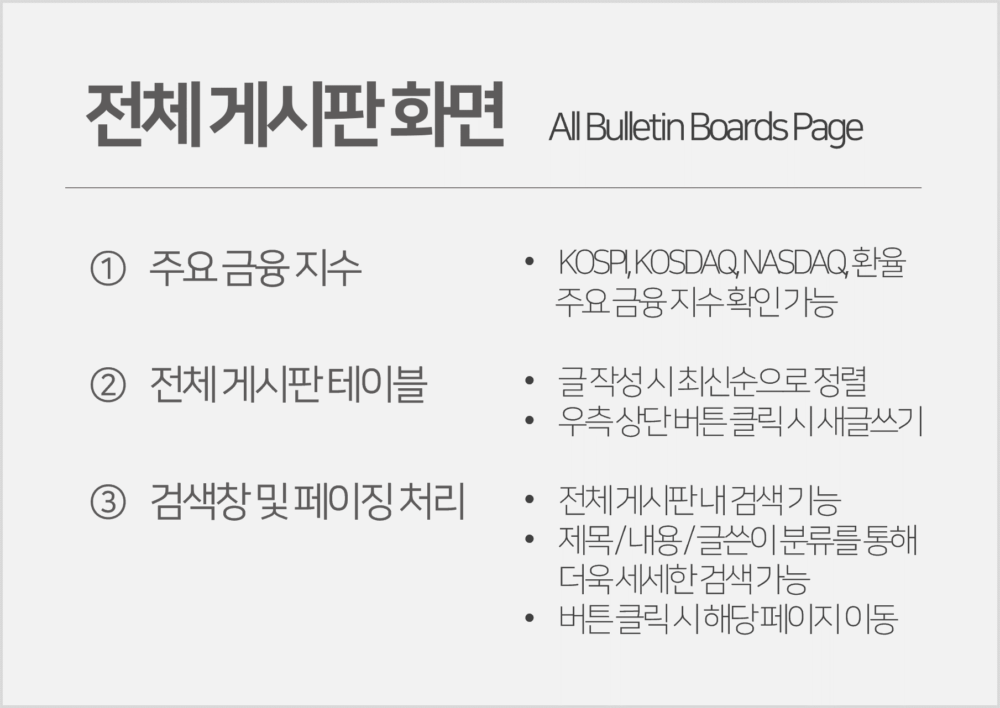 전체 게시판 화면 All Bulletin Boards Page
① 주요 금융 지수
• KOSPI, KOSDAQ, NASDAQ, 환율
주요 금융 지수 확인 가능
② 전체 게시판 테이블
• 글 작성 시 최신순으로 정렬
• 우측 상단 버튼 클릭 시 새글쓰기
③ 검색창 및 페이징 처리
• 전체 게시판 내 검색 기능
• 제목 / 내용 / 글쓴이 분류를 통해
더욱 세세한 검색 가능
• 버튼 클릭 시 해당 페이지 이동